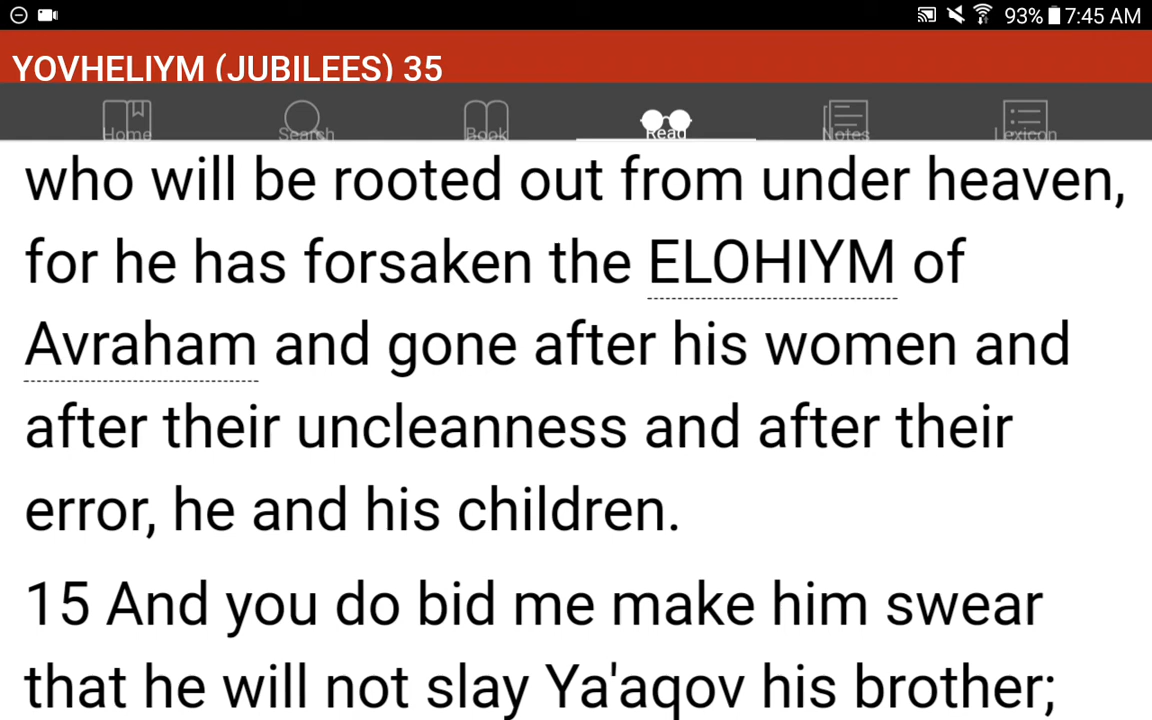 93% 7:45 AM
YOVHELIYM (JUBILEES) 35
Home Search Book Read Notes Lexicon
who will be rooted out from under heaven,
for he has forsaken the ELOHIYM of
Avraham and gone after his women and
after their uncleanness and after their
error, he and his children.
15 And you do bid me make him swear
that he will not slay Ya'aqov his brother;